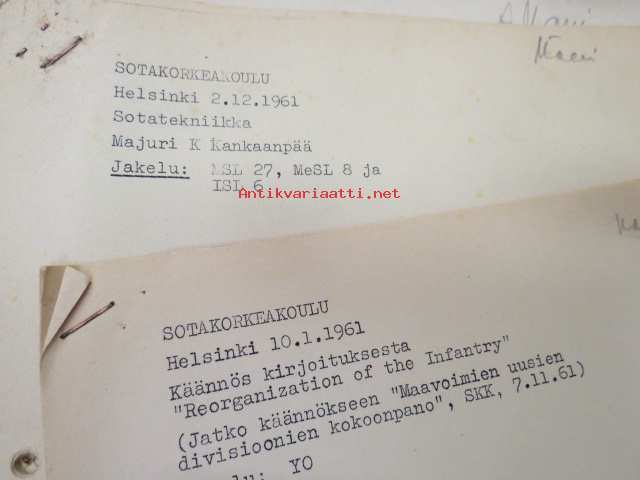 SOTAKORKEAKOULU
Helsinki 2.12.1961
Sotatekniikka
Majuri K Kankaanpää
Jakelu: MSL 27, MeSL 8 ja
ISL 6
Antikvariaatti.net
SOTAKORKEAKOULU
Helsinki 10.1.1961
Käännös kirjoituksesta
"Reorganization of the Infantry"
(Jatko käännökseen "Maavoimien uusien
divisioonien kokoonpano", SKK, 7.11.61)
lu: YO